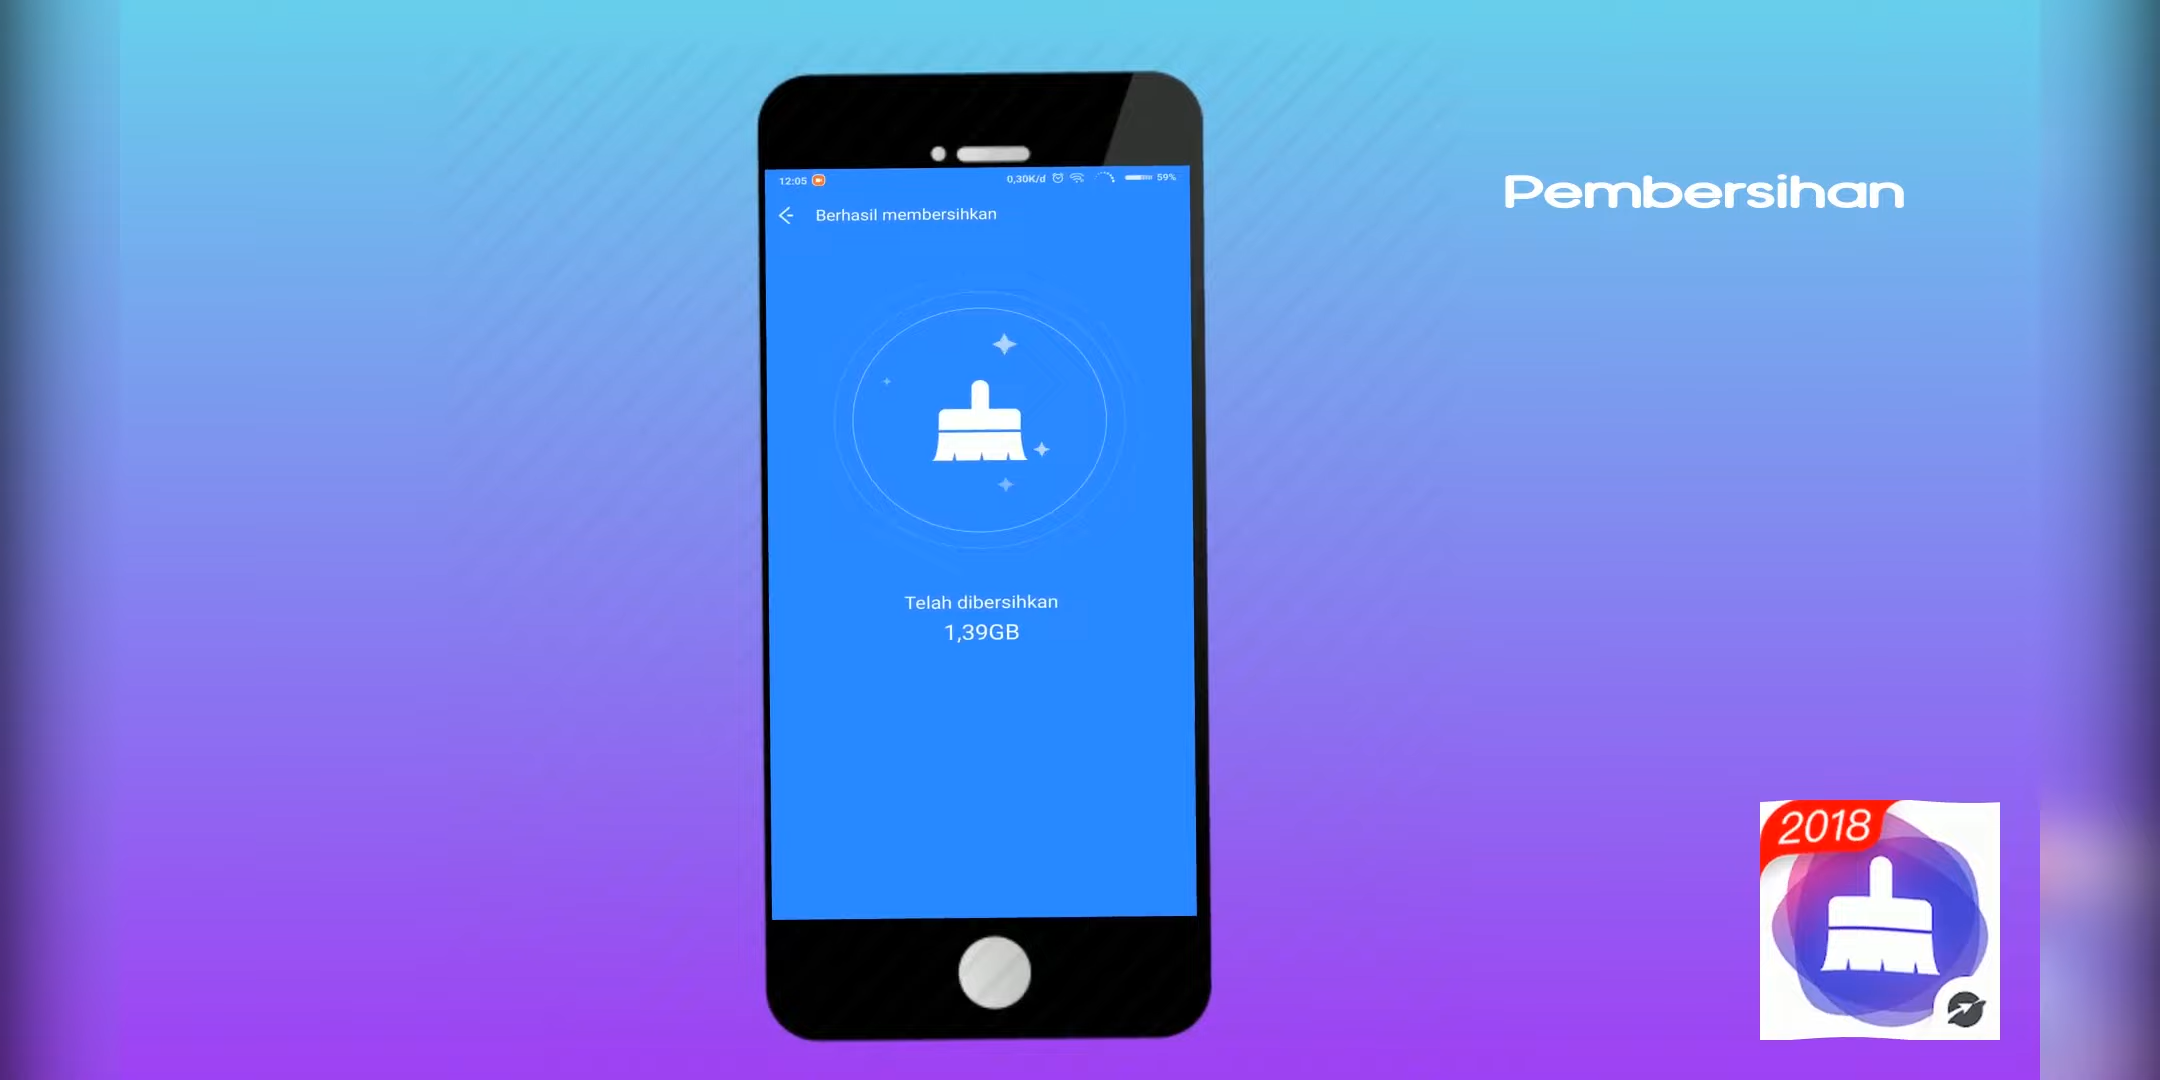 12:05 0,30K/d 59%
Berhasil membersihkan
Pembersihan
Telah dibersihkan
1,39GB
2018